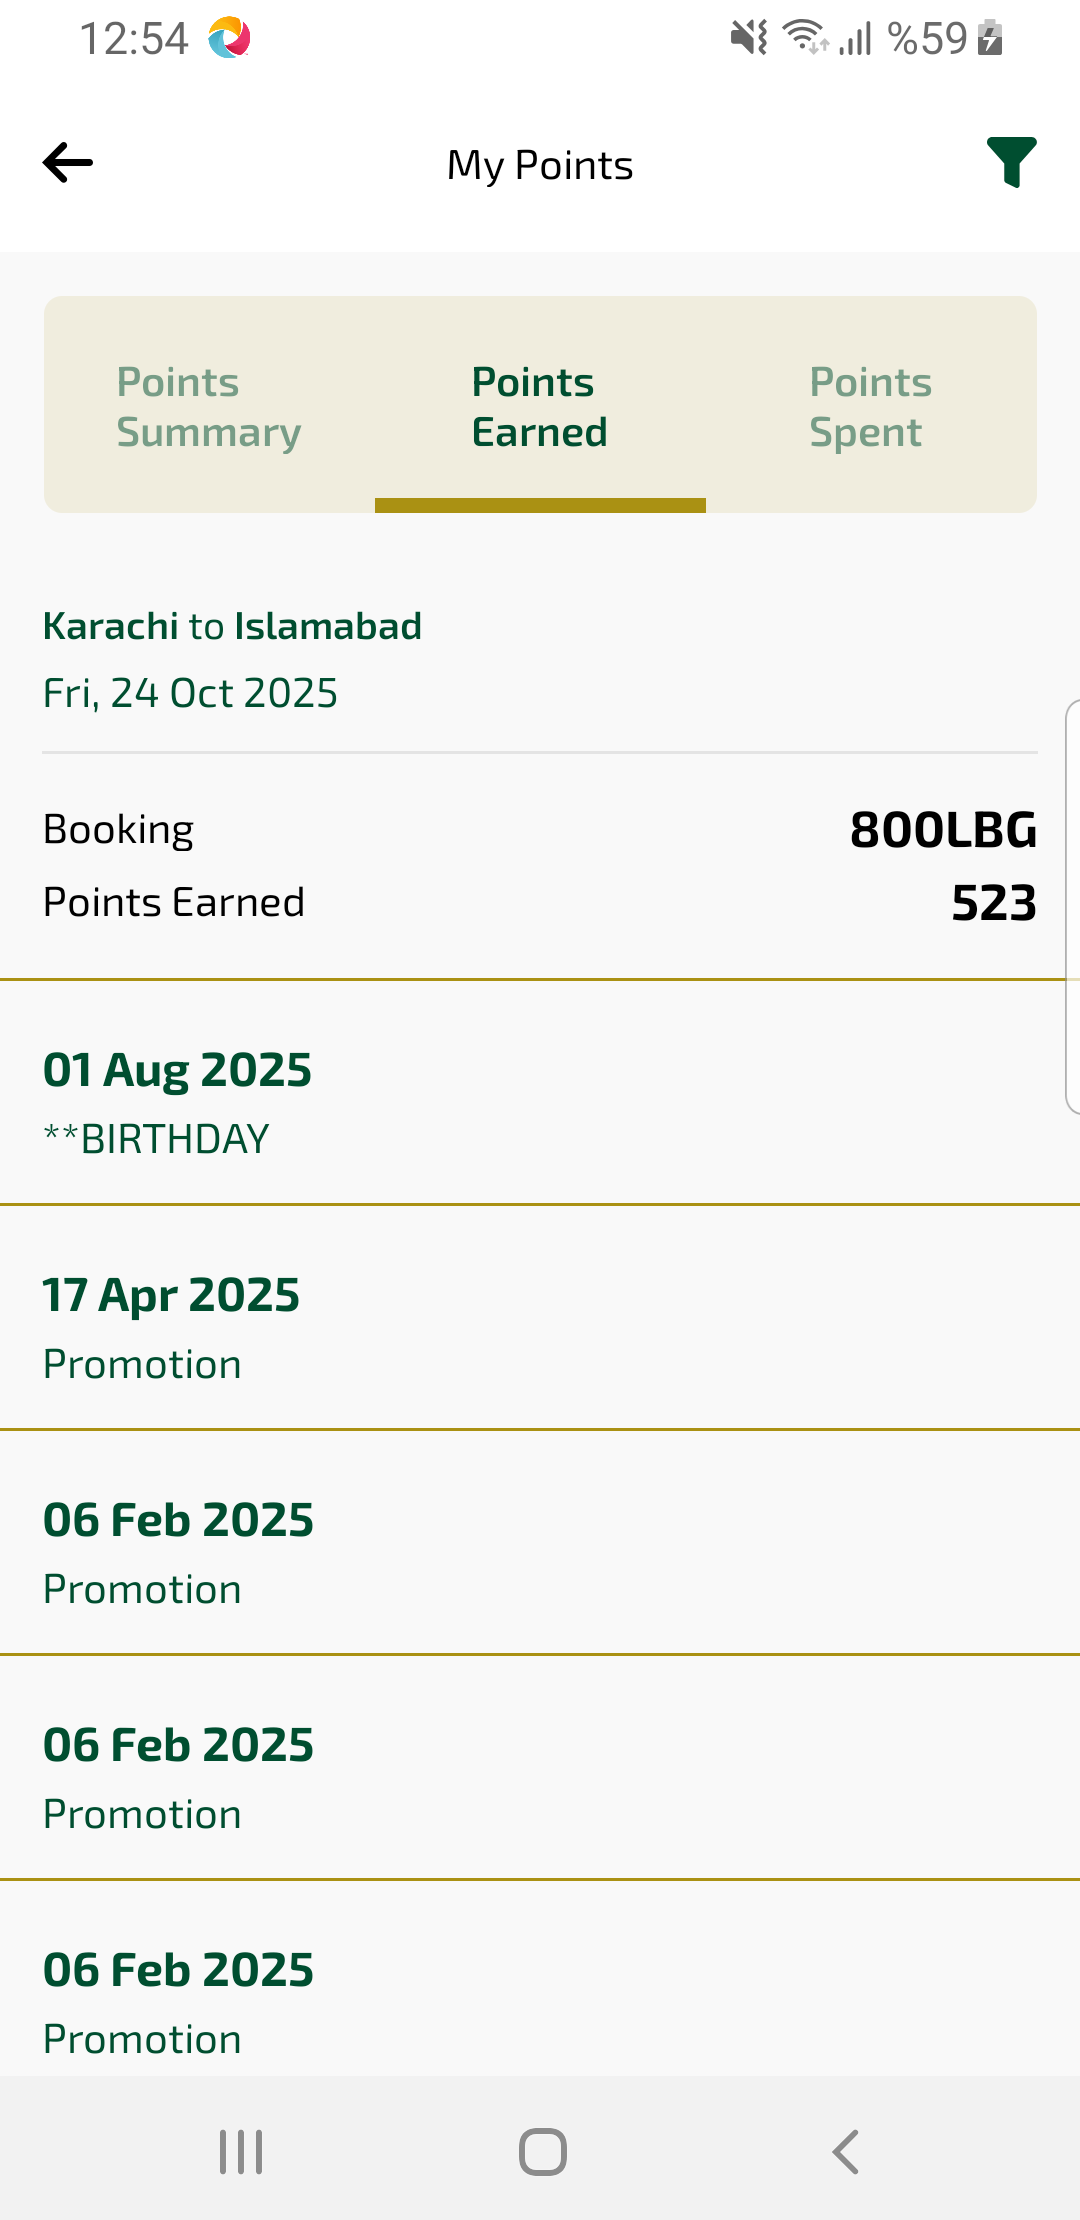 12:54
%59
My Points
Points Summary
Points Earned
Points Spent
Karachi to Islamabad
Fri, 24 Oct 2025
Booking 800LBG
Points Earned 523
01 Aug 2025
**BIRTHDAY
17 Apr 2025
Promotion
06 Feb 2025
Promotion
06 Feb 2025
Promotion
06 Feb 2025
Promotion